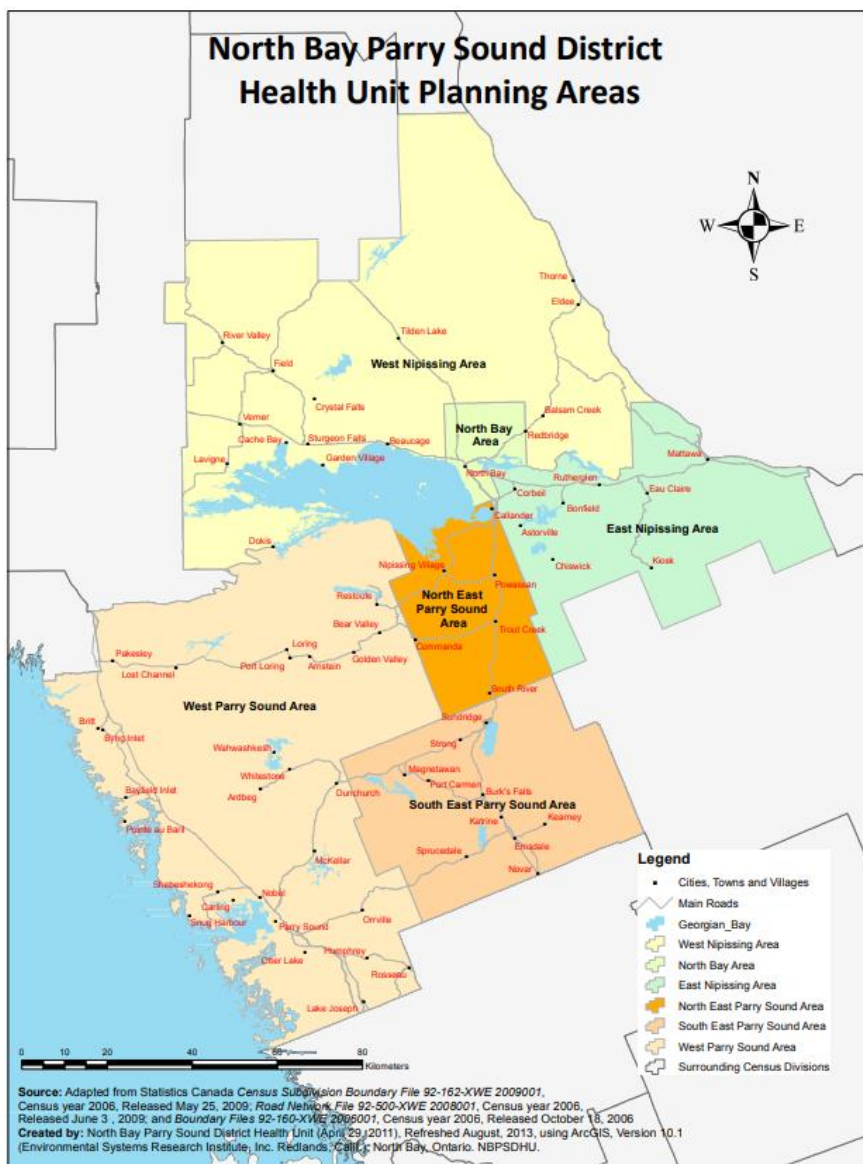 North Bay Parry Sound District
Health Unit Planning Areas
N
W E
S
Thorne
Eldee
River Valley
Tilden Lake
West Nipissing Area
Field
Crystal Falls
Balsam Creek
Verner
North Bay
Area
Redbridge
Cache Bay
Sturgeon Falls
Beaucage
Mattawa
Lavigne
Garden Village
North Bay
Rutherglen
Corbeil
Eau Claire
Bonfield
Callander
Astorville
East Nipissing Area
Dokis
Chiswick
Kiosk
Nipissing Village
Powassan
Restoule
North East
Parry Sound
Area
Trout Creek
Bear Valley
Commanda
Loring
Pakesley
Port Loring
Arnstein
Golden Valley
Lost Channel
South River
West Parry Sound Area
Britt
Byng Inlet
Sundridge
Strong
Wahwashkesh
Whitestone
Magnetawan
Port Carmen
Ardbeg
Dunchurch
Burk's Falls
Bayfield Inlet
South East Parry Sound Area
Katrine
Kearney
Pointe au Baril
Emsdale
McKellar
Sprucedale
Novar
Shebeshekong
Nobel
Carling
Snug Harbour
Parry Sound
Orrville
Otter Lake
Humphrey
Rosseau
Lake Joseph
Legend
Cities, Towns and Villages
Main Roads
Georgian_Bay
West Nipissing Area
North Bay Area
East Nipissing Area
North East Parry Sound Area
South East Parry Sound Area
West Parry Sound Area
Surrounding Census Divisions
0 10 20 40 60 80
Kilometers
Source: Adapted from Statistics Canada Census Subdivision Boundary File 92-162-XWE 2009001,
Census year 2006, Released May 25, 2009; Road Network File 92-500-XWE 2008001, Census year 2006,
Released June 3 , 2009; and Boundary Files 92-160-XWE 2006001, Census year 2006, Released October 18, 2006
Created by: North Bay Parry Sound District Health Unit (April 29, 2011), Refreshed August, 2013, using ArcGIS, Version 10.1
(Environmental Systems Research Institute, Inc. Redlands, Calif.); North Bay, Ontario. NBPSDHU.